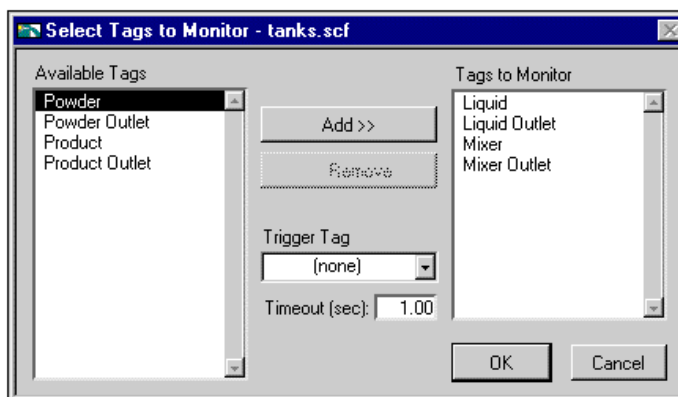 Select Tags to Monitor - tanks.scf
Available Tags
Powder
Powder Outlet
Product
Product Outlet
Add >>
Remove
Trigger Tag
(none)
Timeout (sec): 1.00
Tags to Monitor
Liquid
Liquid Outlet
Mixer
Mixer Outlet
OK
Cancel